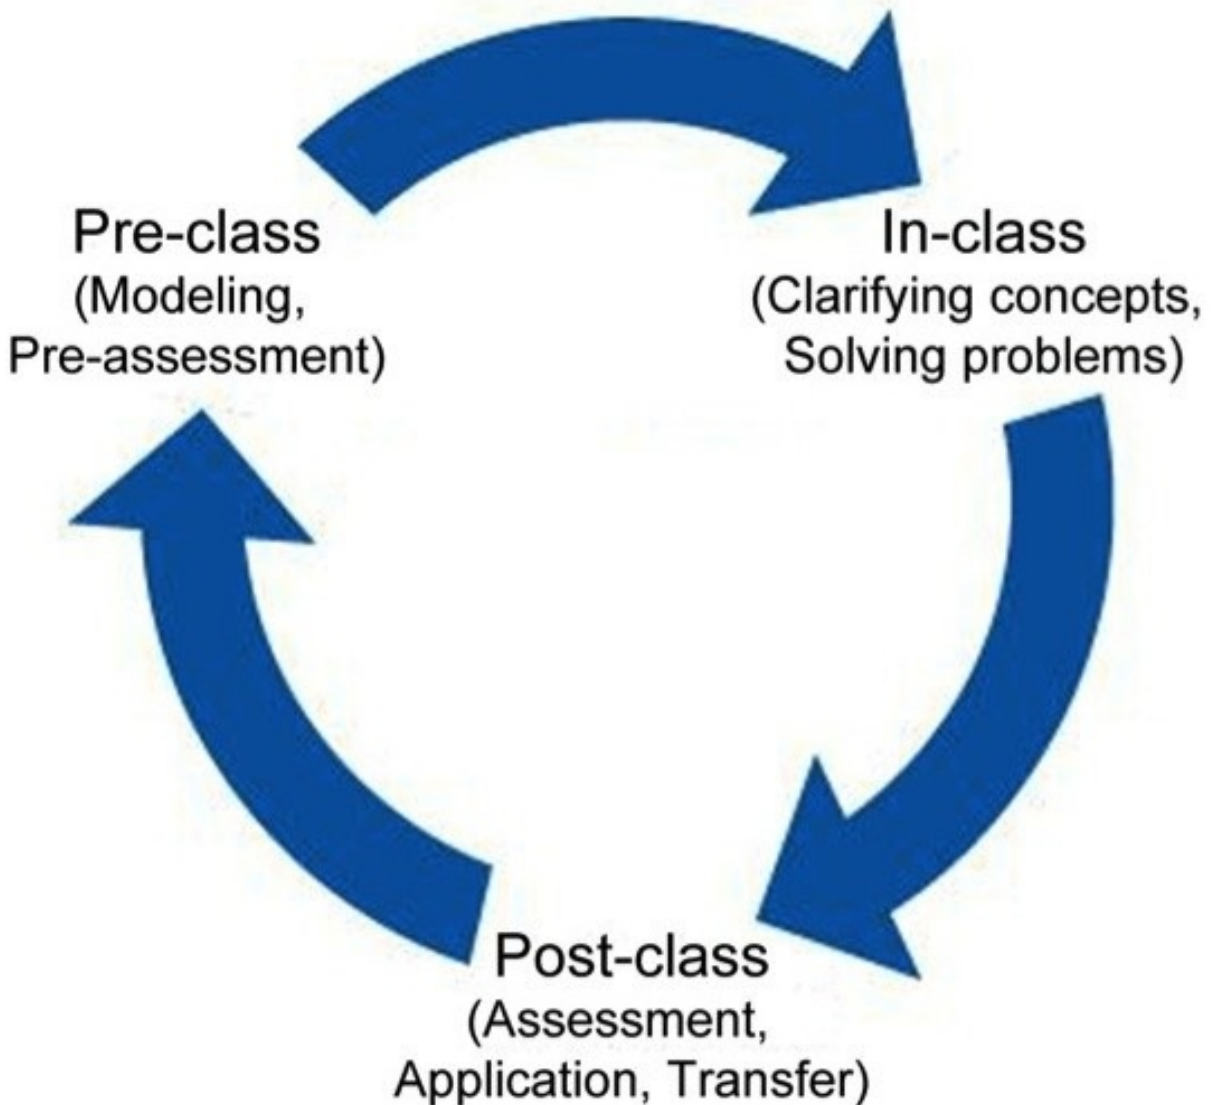 Pre-class
(Modeling,
Pre-assessment)
In-class
(Clarifying concepts,
Solving problems)
Post-class
(Assessment,
Application, Transfer)